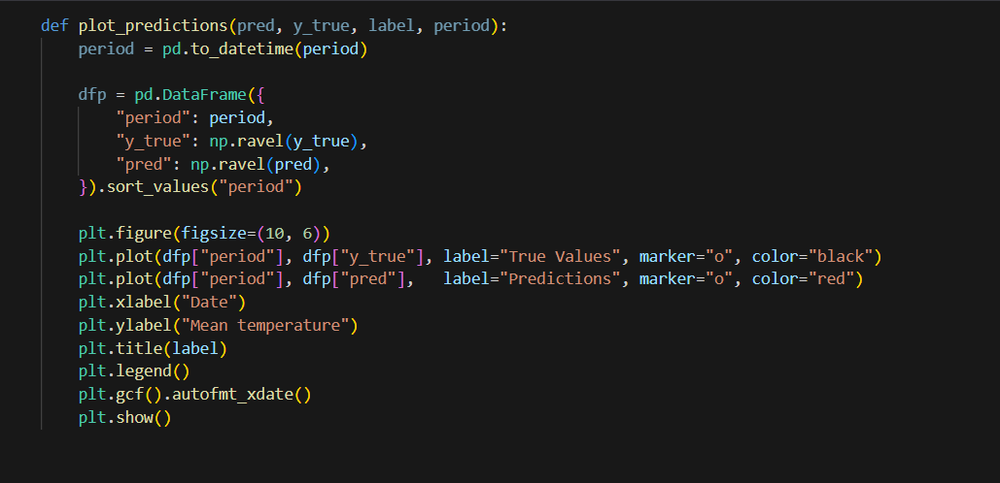 def plot_predictions(pred, y_true, label, period):
    period = pd.to_datetime(period)

    dfp = pd.DataFrame({
        "period": period,
        "y_true": np.ravel(y_true),
        "pred": np.ravel(pred),
    }).sort_values("period")

    plt.figure(figsize=(10, 6))
    plt.plot(dfp["period"], dfp["y_true"], label="True Values", marker="o", color="black")
    plt.plot(dfp["period"], dfp["pred"],   label="Predictions", marker="o", color="red")
    plt.xlabel("Date")
    plt.ylabel("Mean temperature")
    plt.title(label)
    plt.legend()
    plt.gcf().autofmt_xdate()
    plt.show()